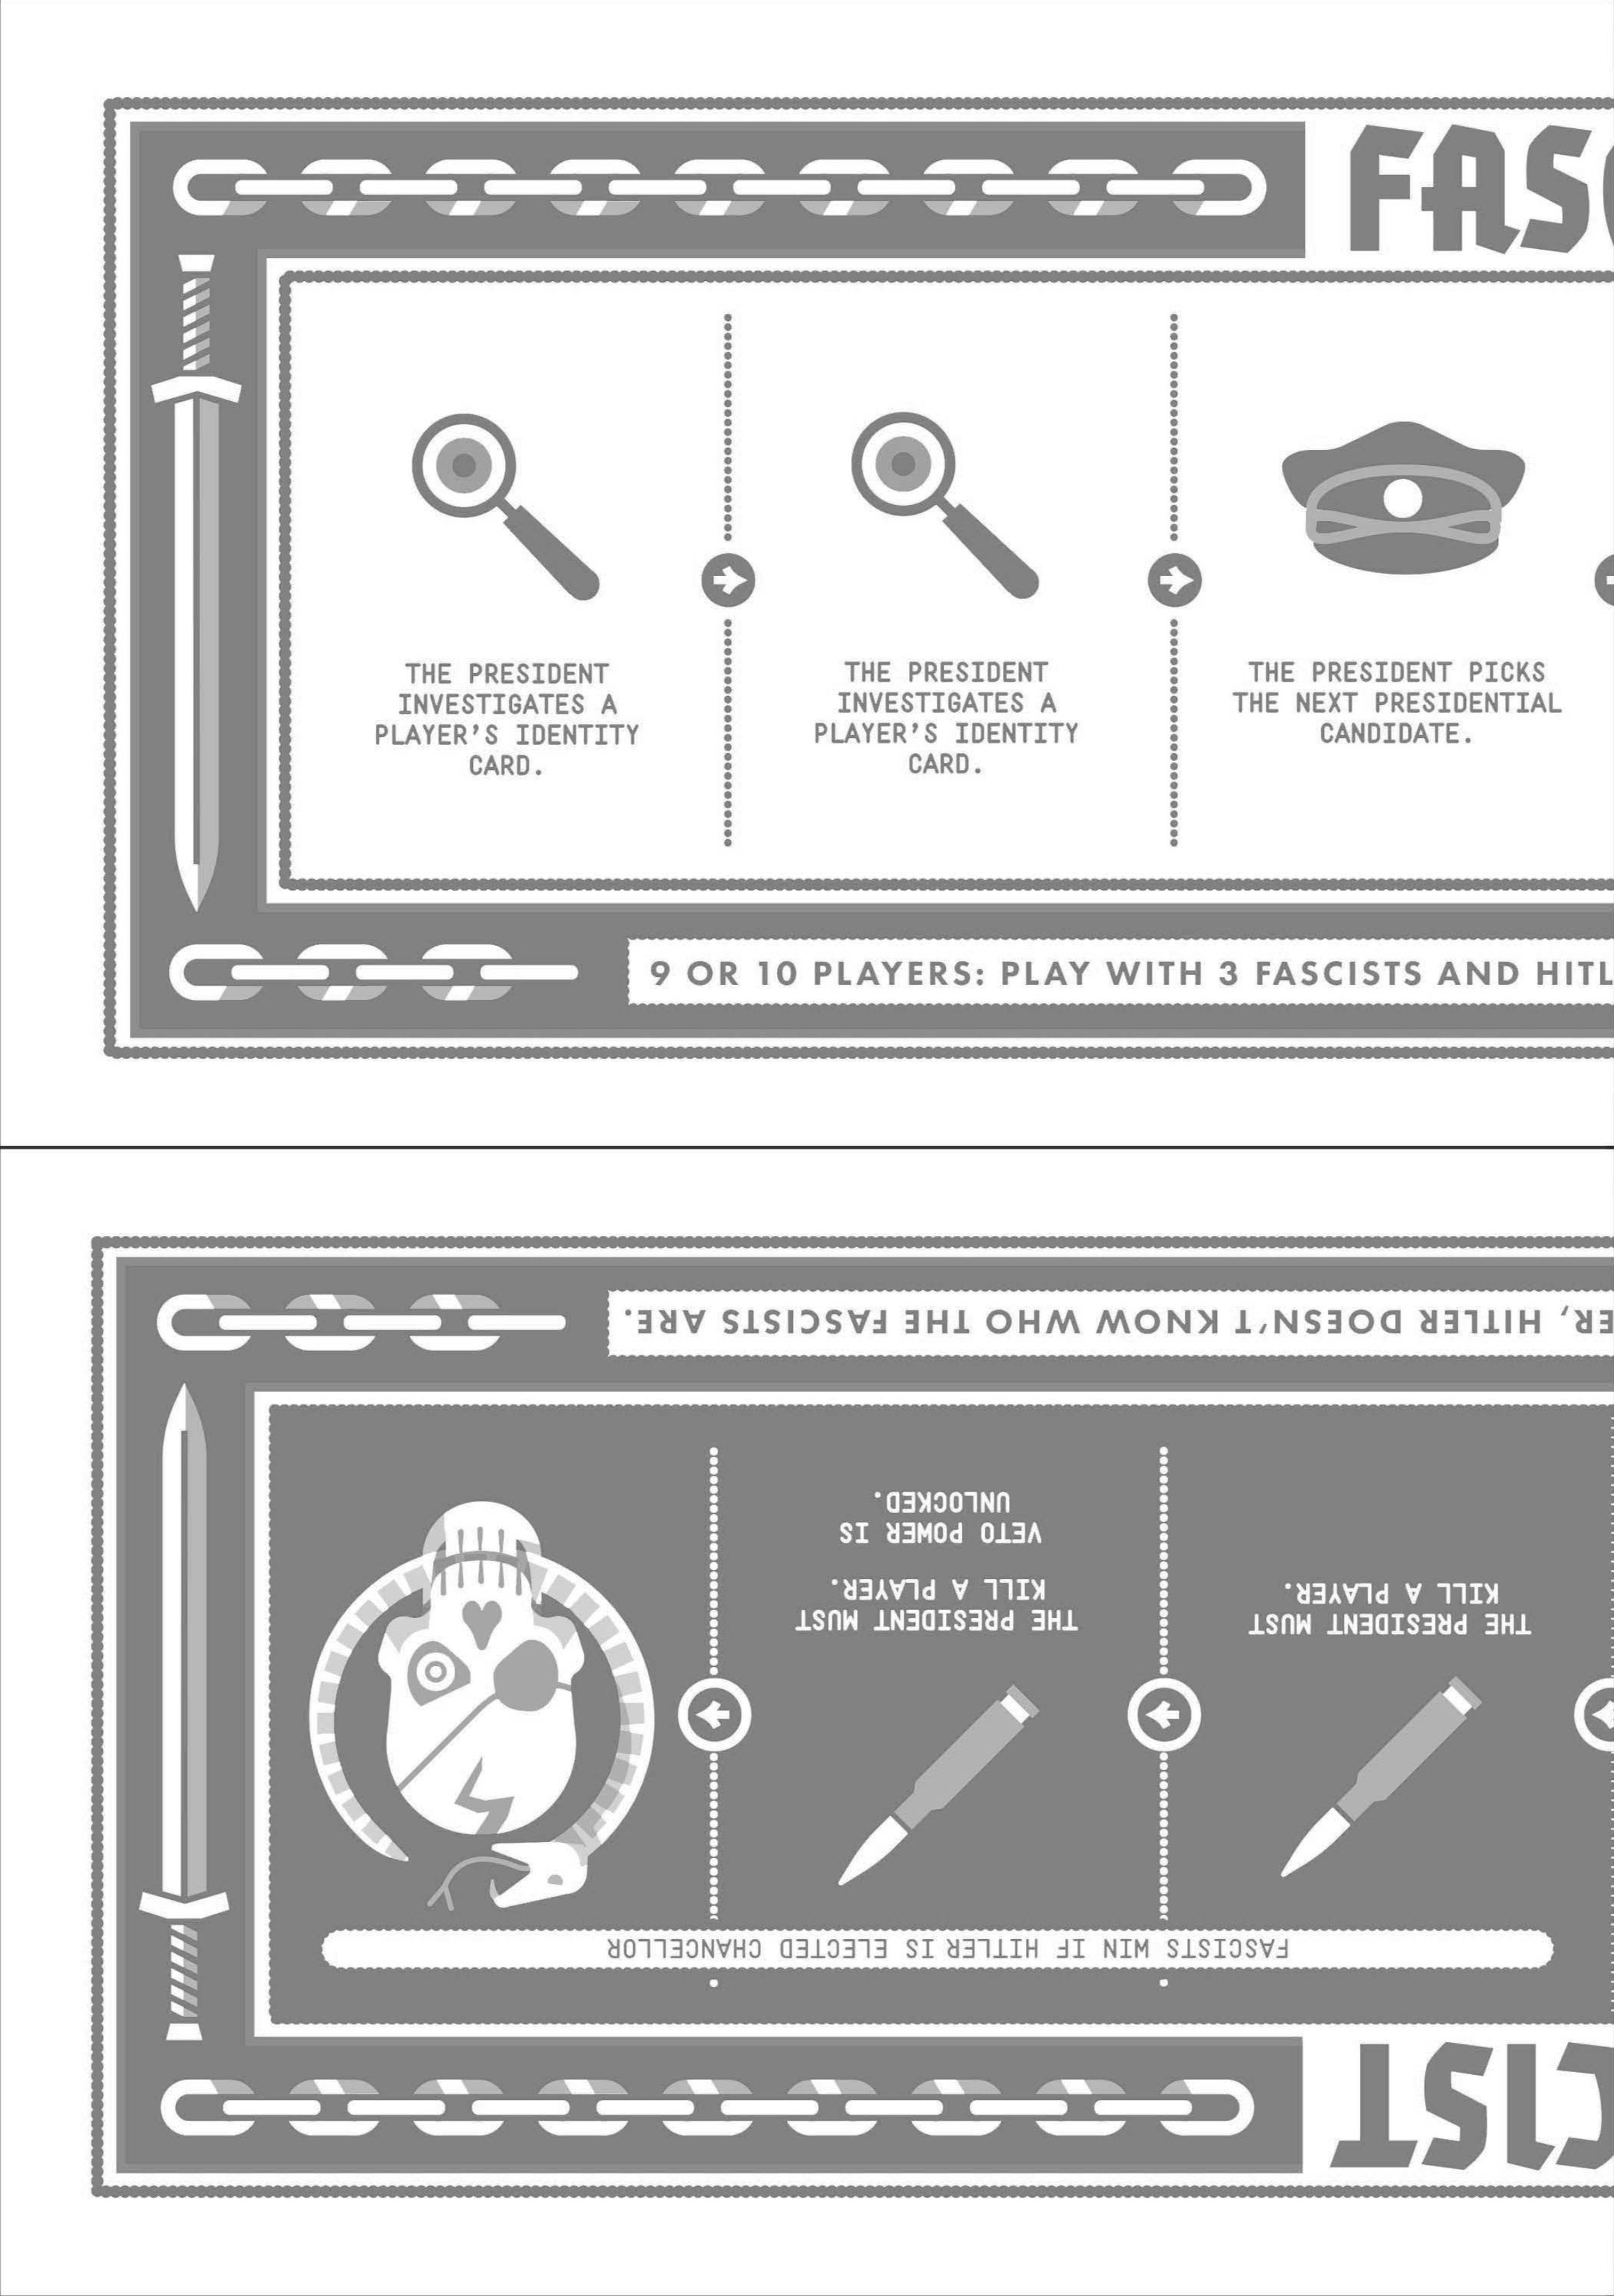 FASC
THE PRESIDENT
INVESTIGATES A
PLAYER'S IDENTITY
CARD.
THE PRESIDENT
INVESTIGATES A
PLAYER'S IDENTITY
CARD.
THE PRESIDENT PICKS
THE NEXT PRESIDENTIAL
CANDIDATE.
9 OR 10 PLAYERS: PLAY WITH 3 FASCISTS AND HITL
CIST
FASCISTS WIN IF HITLER IS ELECTED CHANCELLOR
THE PRESIDENT MUST
KILL A PLAYER.
THE PRESIDENT MUST
KILL A PLAYER.
VETO POWER IS
UNLOCKED.
ER, HITLER DOESN'T KNOW WHO THE FASCISTS ARE.